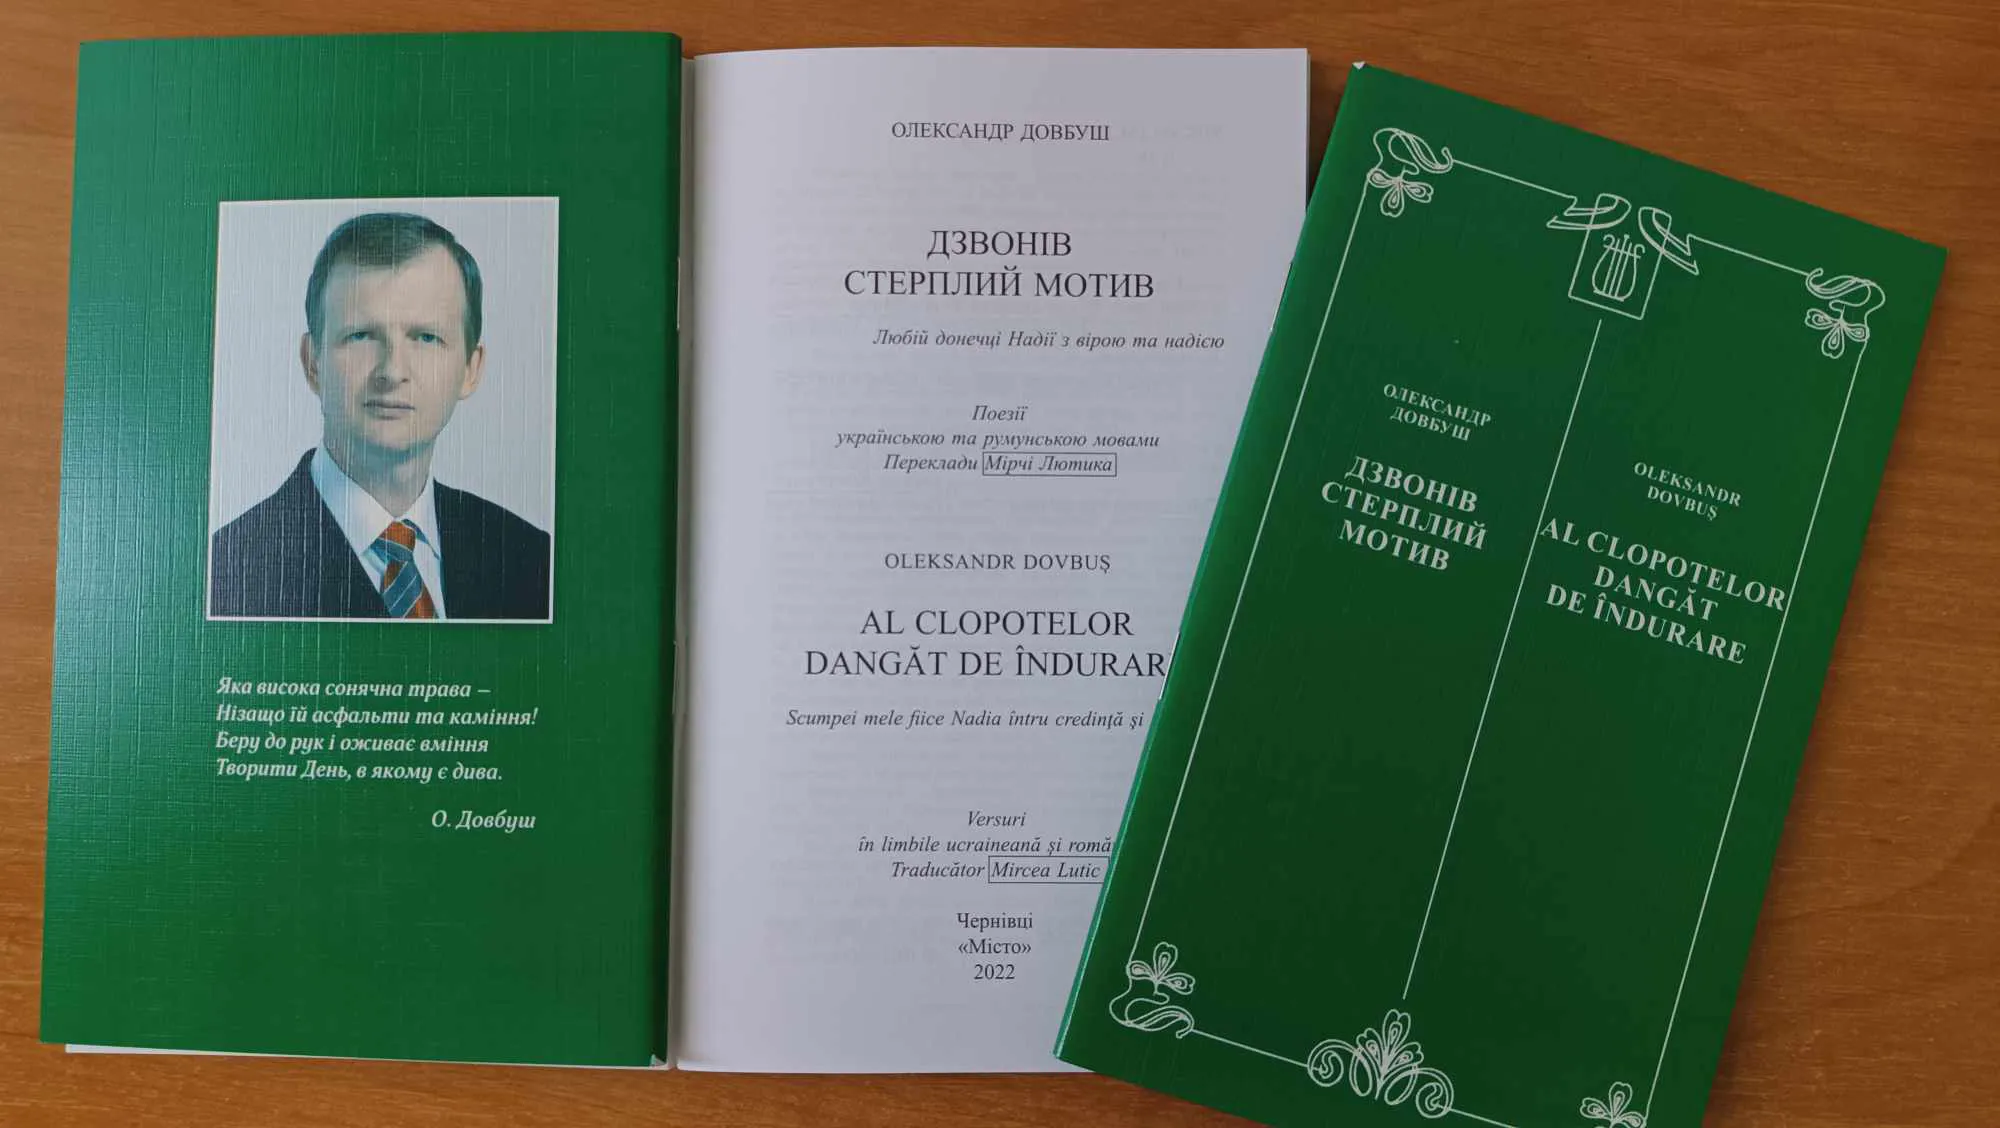 Яка висока сонячна трава –
Нізащо їй асфальти та каміння!
Беру до рук і оживає вміння
Творити День, в якому є дива.
О. Довбуш
ОЛЕКСАНДР ДОВБУШ
ДЗВОНІВ
СТЕРПЛИЙ МОТИВ
Любій донечці Надії з вірою та надією
Поезії
українською та румунською мовами
Переклади Мірчі Лютика
OLEKSANDR DOVBUȘ
AL CLOPOTELOR
DANGĂT DE ÎNDURAR
Scumpei mele fiice Nadia întru credință și
Versuri
în limbile ucraineană și româ
Traducător Mircea Lutic
Чернівці
«Місто»
2022
ОЛЕКСАНДР
ДОВБУШ
ДЗВОНІВ
СТЕРПЛИЙ
МОТИВ
OLEKSANDR
DOVBUȘ
AL CLOPOTELOR
DANGĂT
DE ÎNDURARE